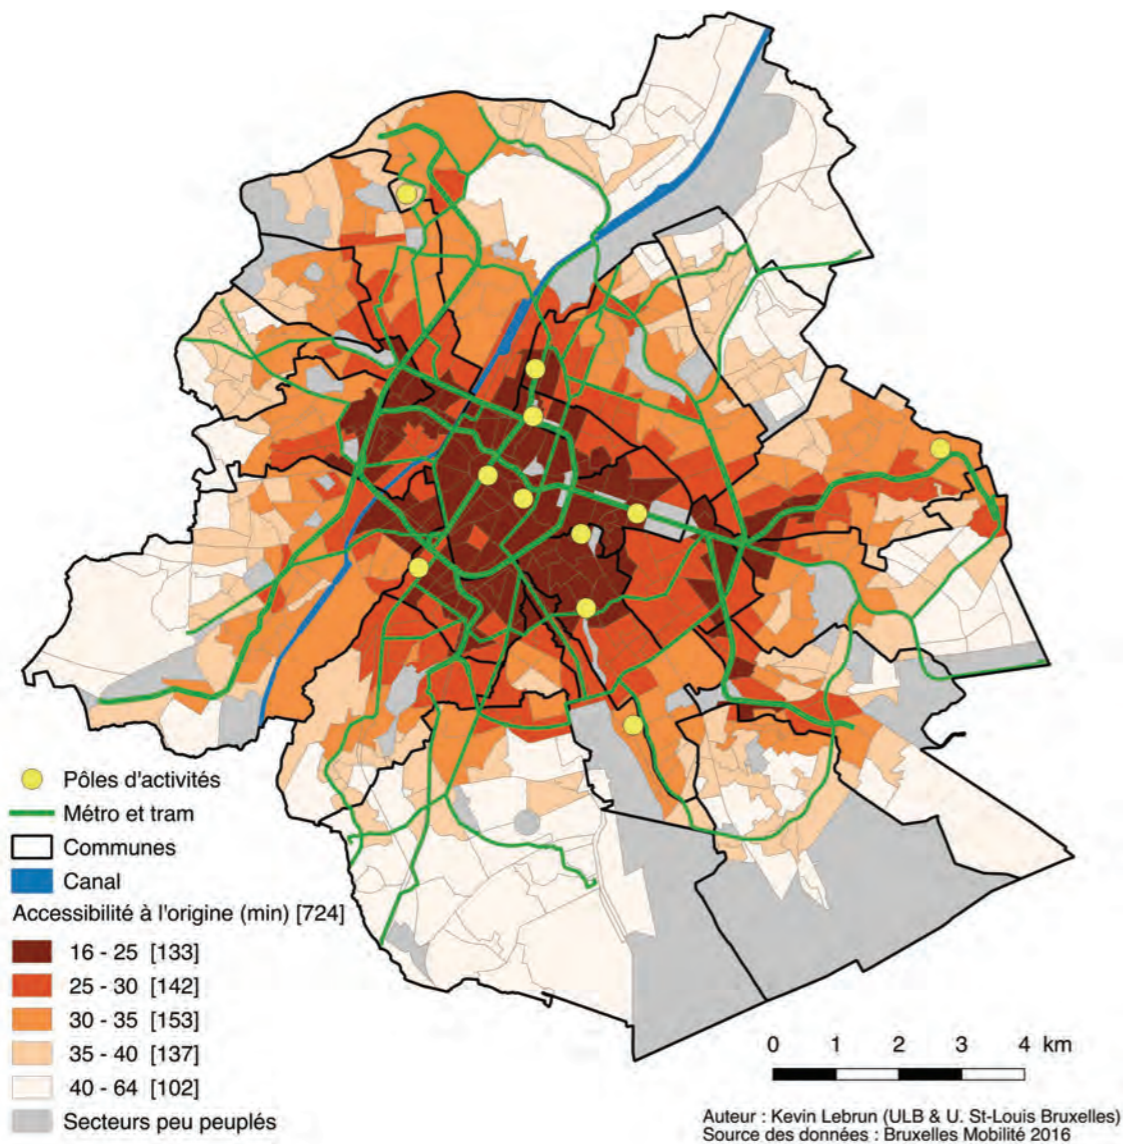 Pôles d'activités
Métro et tram
Communes
Canal
Accessibilité à l'origine (min) [724]
16 - 25 [133]
25 - 30 [142]
30 - 35 [153]
35 - 40 [137]
40 - 64 [102]
Secteurs peu peuplés
0 1 2 3 4 km
Auteur : Kevin Lebrun (ULB & U. St-Louis Bruxelles)
Source des données : Bruxelles Mobilité 2016